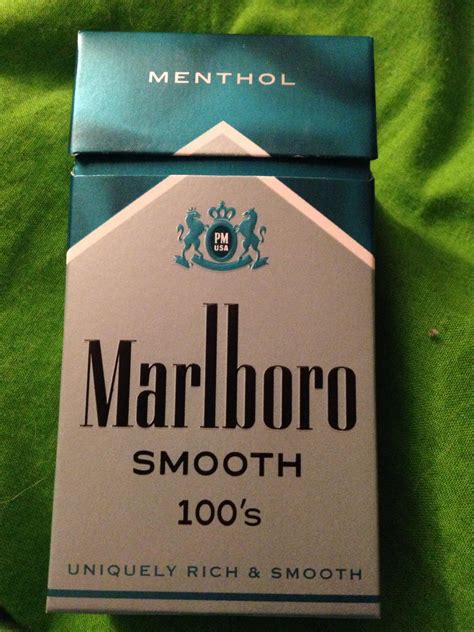 MENTHOL
PM
USA
Marlboro
SMOOTH
100's
UNIQUELY RICH & SMOOTH